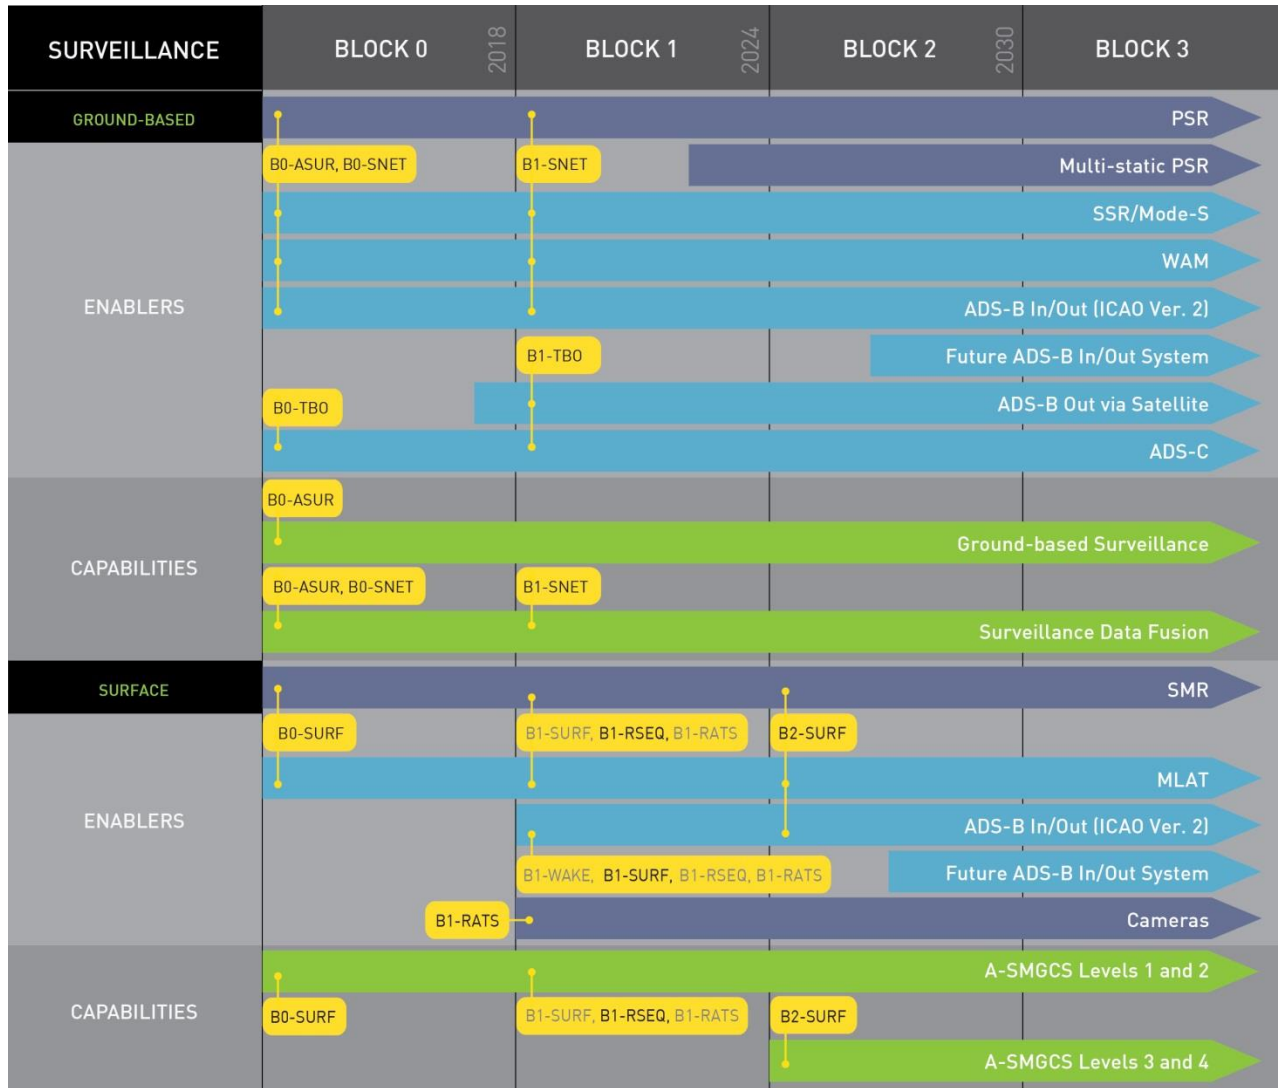 SURVEILLANCE
BLOCK 0
2018
BLOCK 1
2024
BLOCK 2
2030
BLOCK 3
GROUND-BASED
PSR
B0-ASUR, B0-SNET
B1-SNET
Multi-static PSR
SSR/Mode-S
WAM
ENABLERS
ADS-B In/Out (ICAO Ver. 2)
B1-TBO
Future ADS-B In/Out System
B0-TBO
ADS-B Out via Satellite
ADS-C
B0-ASUR
Ground-based Surveillance
CAPABILITIES
B0-ASUR, B0-SNET
B1-SNET
Surveillance Data Fusion
SURFACE
SMR
B0-SURF
B1-SURF, B1-RSEQ, B1-RATS
B2-SURF
MLAT
ENABLERS
ADS-B In/Out (ICAO Ver. 2)
B1-WAKE, B1-SURF, B1-RSEQ, B1-RATS
Future ADS-B In/Out System
B1-RATS
Cameras
A-SMGCS Levels 1 and 2
CAPABILITIES
B0-SURF
B1-SURF, B1-RSEQ, B1-RATS
B2-SURF
A-SMGCS Levels 3 and 4